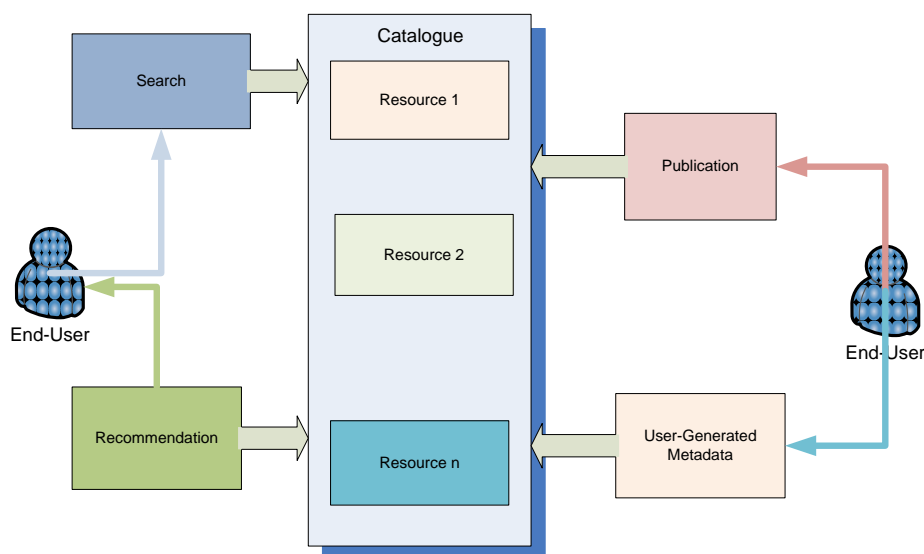 Catalogue
Search
Resource 1
Publication
Resource 2
End-User
End-User
Recommendation
User-Generated
Metadata
Resource n